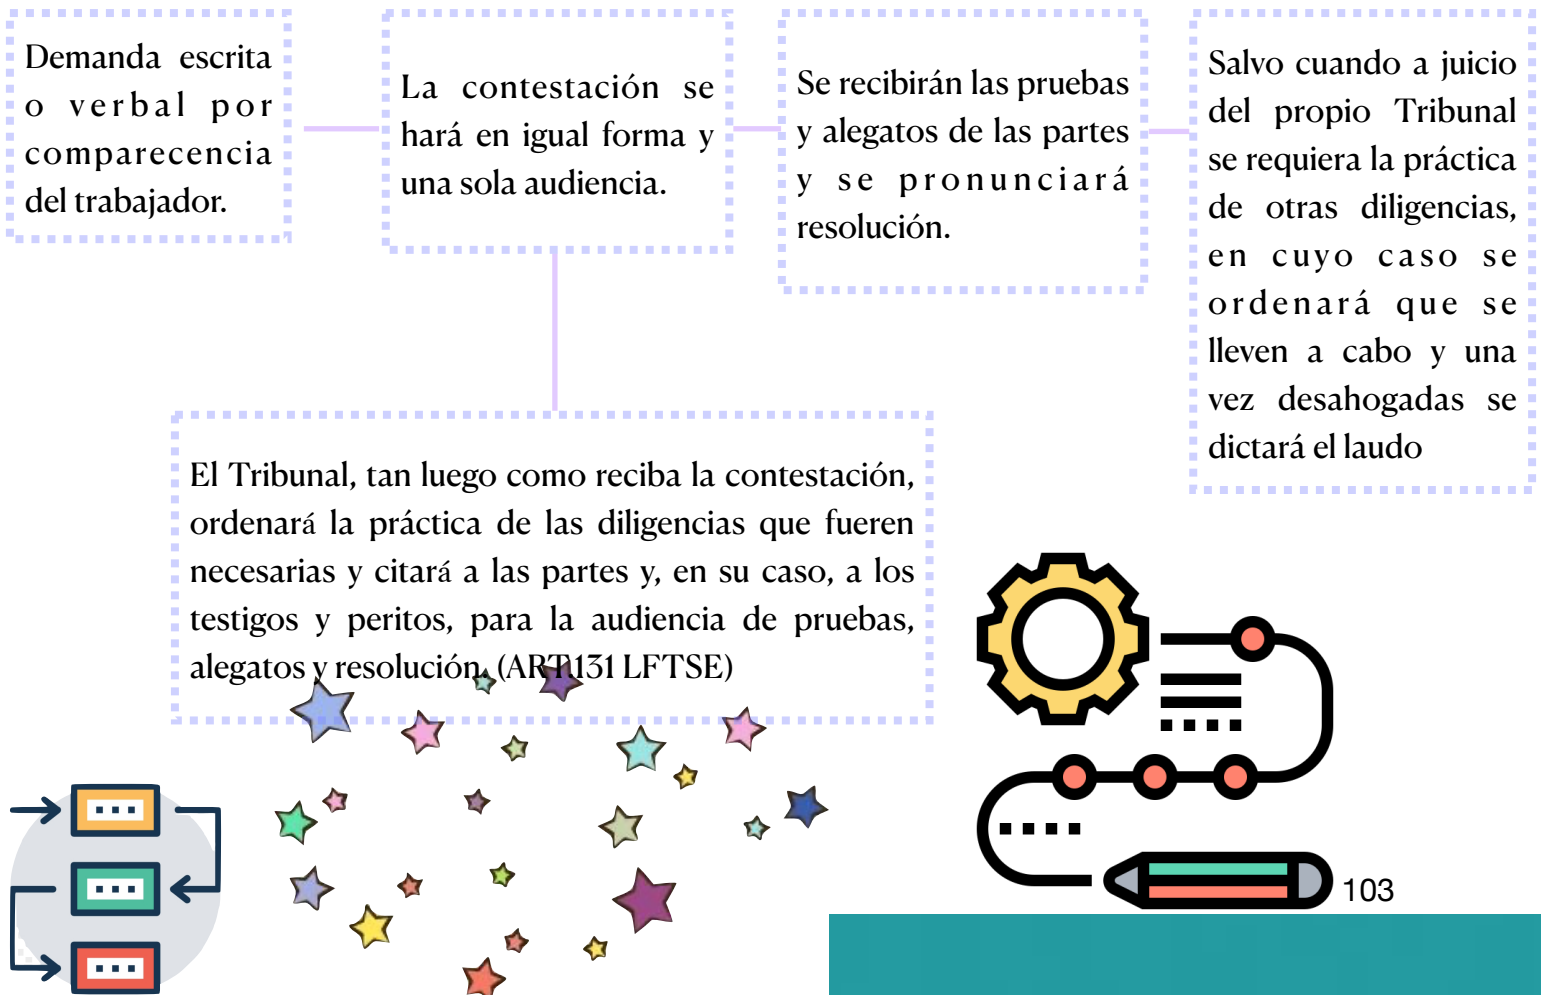 Demanda escrita
o verbal por
comparecencia
del trabajador.
La contestación se
hará en igual forma y
una sola audiencia.
Se recibirán las pruebas
y alegatos de las partes
y se pronunciará
resolución.
Salvo cuando a juicio
del propio Tribunal
se requiera la práctica
de otras diligencias,
en cuyo caso se
ordenará que se
lleven a cabo y una
vez desahogadas se
dictará el laudo
El Tribunal, tan luego como reciba la contestación,
ordenará la práctica de las diligencias que fueren
necesarias y citará a las partes y, en su caso, a los
testigos y peritos, para la audiencia de pruebas,
alegatos y resolución. (ART.131 LFTSE)
103